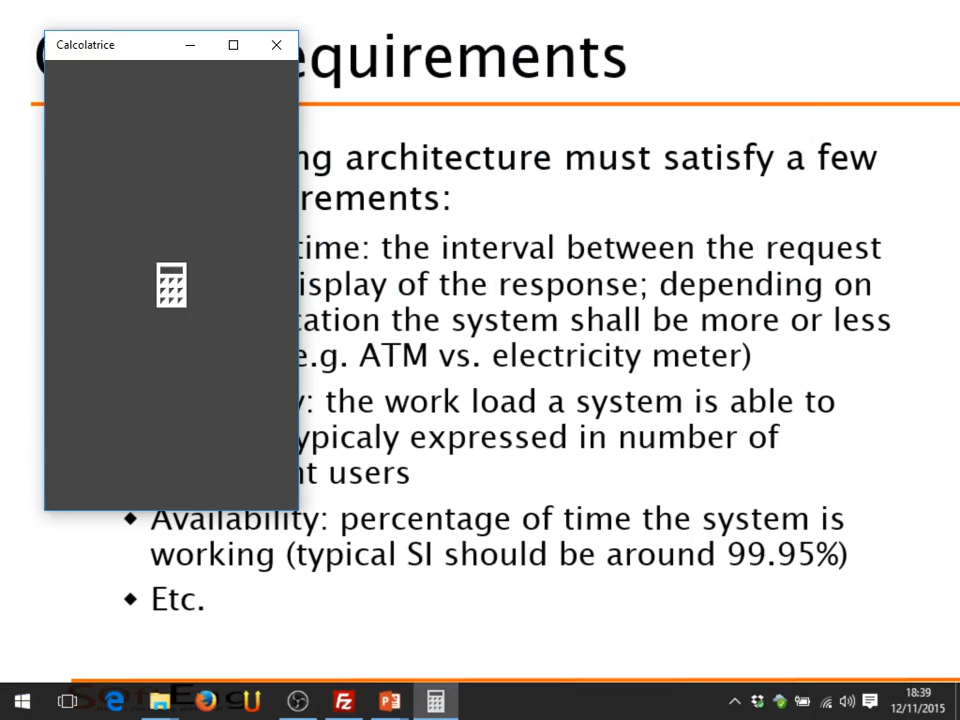 Calcolatrice
equirements
ng architecture must satisfy a few
rements:
time: the interval between the request
isplay of the response; depending on
cation the system shall be more or less
e.g. ATM vs. electricity meter)
y: the work load a system is able to
ypicaly expressed in number of
nt users
◆ Availability: percentage of time the system is
working (typical SI should be around 99.95%)
◆ Etc.
18:39
12/11/2015